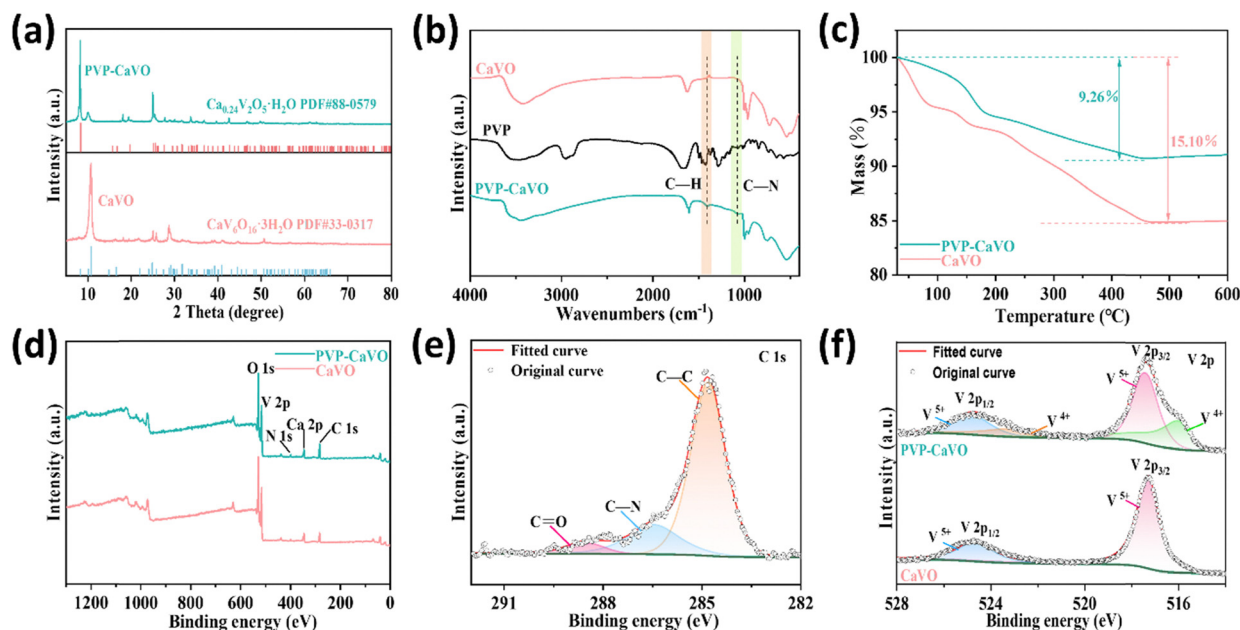 (a)
PVP-CaVO
Ca0.24V2O5·H2O PDF#88-0579
CaVO
CaV6O16·3H2O PDF#33-0317
Intensity (a.u.)
10 20 30 40 50 60 70 80
2 Theta (degree)
(b)
CaVO
PVP
C—H C—N
PVP-CaVO
Intensity (a.u.)
4000 3000 2000 1000
Wavenumbers (cm-1)
(c)
100
95
90
85
80
Mass (%)
9.26%
15.10%
PVP-CaVO
CaVO
100 200 300 400 500 600
Temperature (℃)
(d)
PVP-CaVO
CaVO
O 1s
V 2p
N 1s
Ca 2p
C 1s
Intensity (a.u.)
1200 1000 800 600 400 200 0
Binding energy (eV)
(e)
Fitted curve
Original curve
C 1s
C—C
C—N
C=O
Intensity (a.u.)
291 288 285 282
Binding energy (eV)
(f)
Fitted curve
Original curve
V 2p3/2
V 2p
V 5+
V 2p1/2
V 5+
V 4+
V 4+
PVP-CaVO
V 2p3/2
V 5+
V 5+
V 2p1/2
CaVO
Intensity (a.u.)
528 524 520 516
Binding energy (eV)